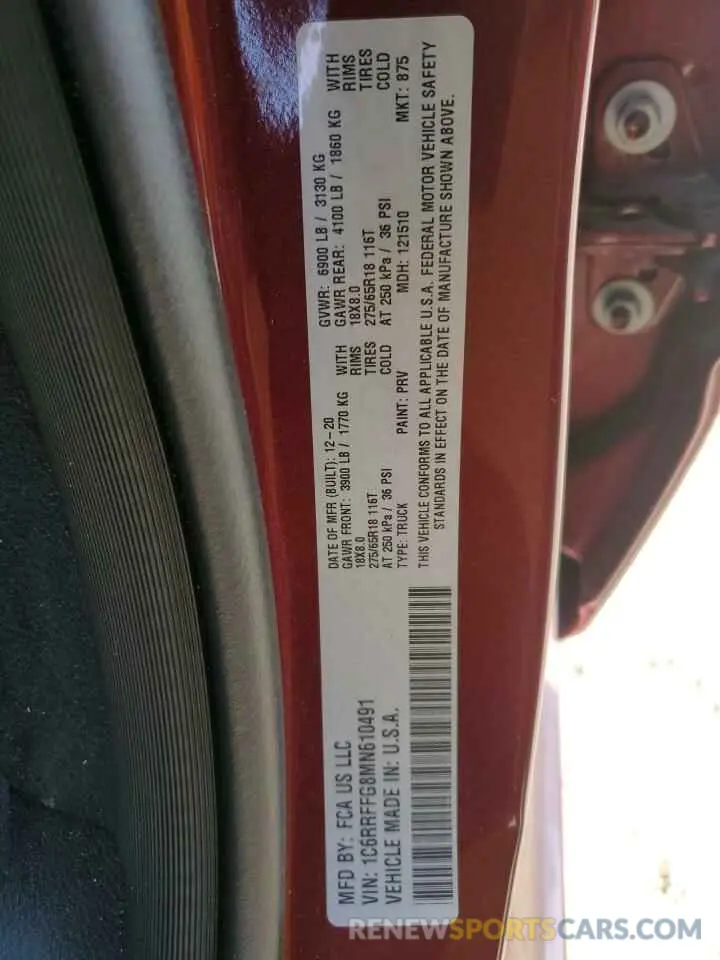 MFD BY: FCA US LLC
VIN: 1C6RRFFG8MN610491
VEHICLE MADE IN: U.S.A.
DATE OF MFR (BUILT): 12-20
GAWR FRONT: 3900 LB / 1770 KG WITH
18X8.0 RIMS
275/65R18 116T TIRES
AT 250 kPa / 36 PSI COLD
TYPE: TRUCK PAINT: PRV
GVWR: 6900 LB / 3130 KG
GAWR REAR: 4100 LB / 1860 KG WITH
18X8.0 RIMS
275/65R18 116T TIRES
AT 250 kPa / 36 PSI COLD
MDH: 121510 MKT: 875
THIS VEHICLE CONFORMS TO ALL APPLICABLE U.S.A. FEDERAL MOTOR VEHICLE SAFETY
STANDARDS IN EFFECT ON THE DATE OF MANUFACTURE SHOWN ABOVE.
RENEWSPORTSCARS.COM